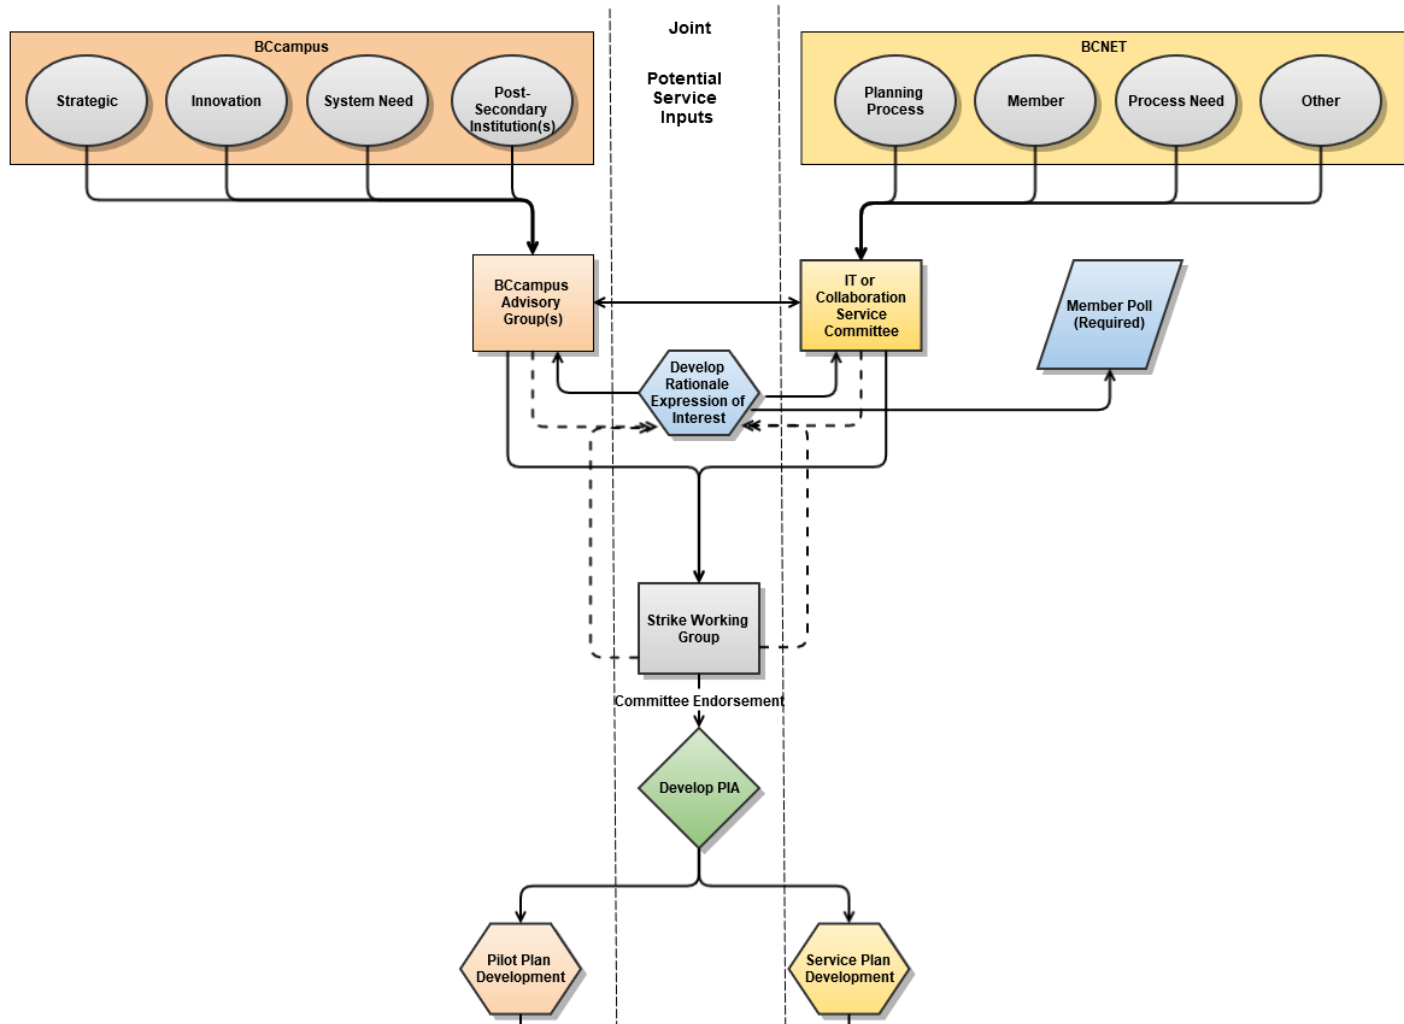 Joint
Potential
Service
Inputs
BCcampus
Strategic
Innovation
System Need
Post-
Secondary
Institution(s)
BCNET
Planning
Process
Member
Process Need
Other
BCcampus
Advisory
Group(s)
IT or
Collaboration
Service
Committee
Member Poll
(Required)
Develop
Rationale
Expression of
Interest
Strike Working
Group
Committee Endorsement
Develop PIA
Pilot Plan
Development
Service Plan
Development